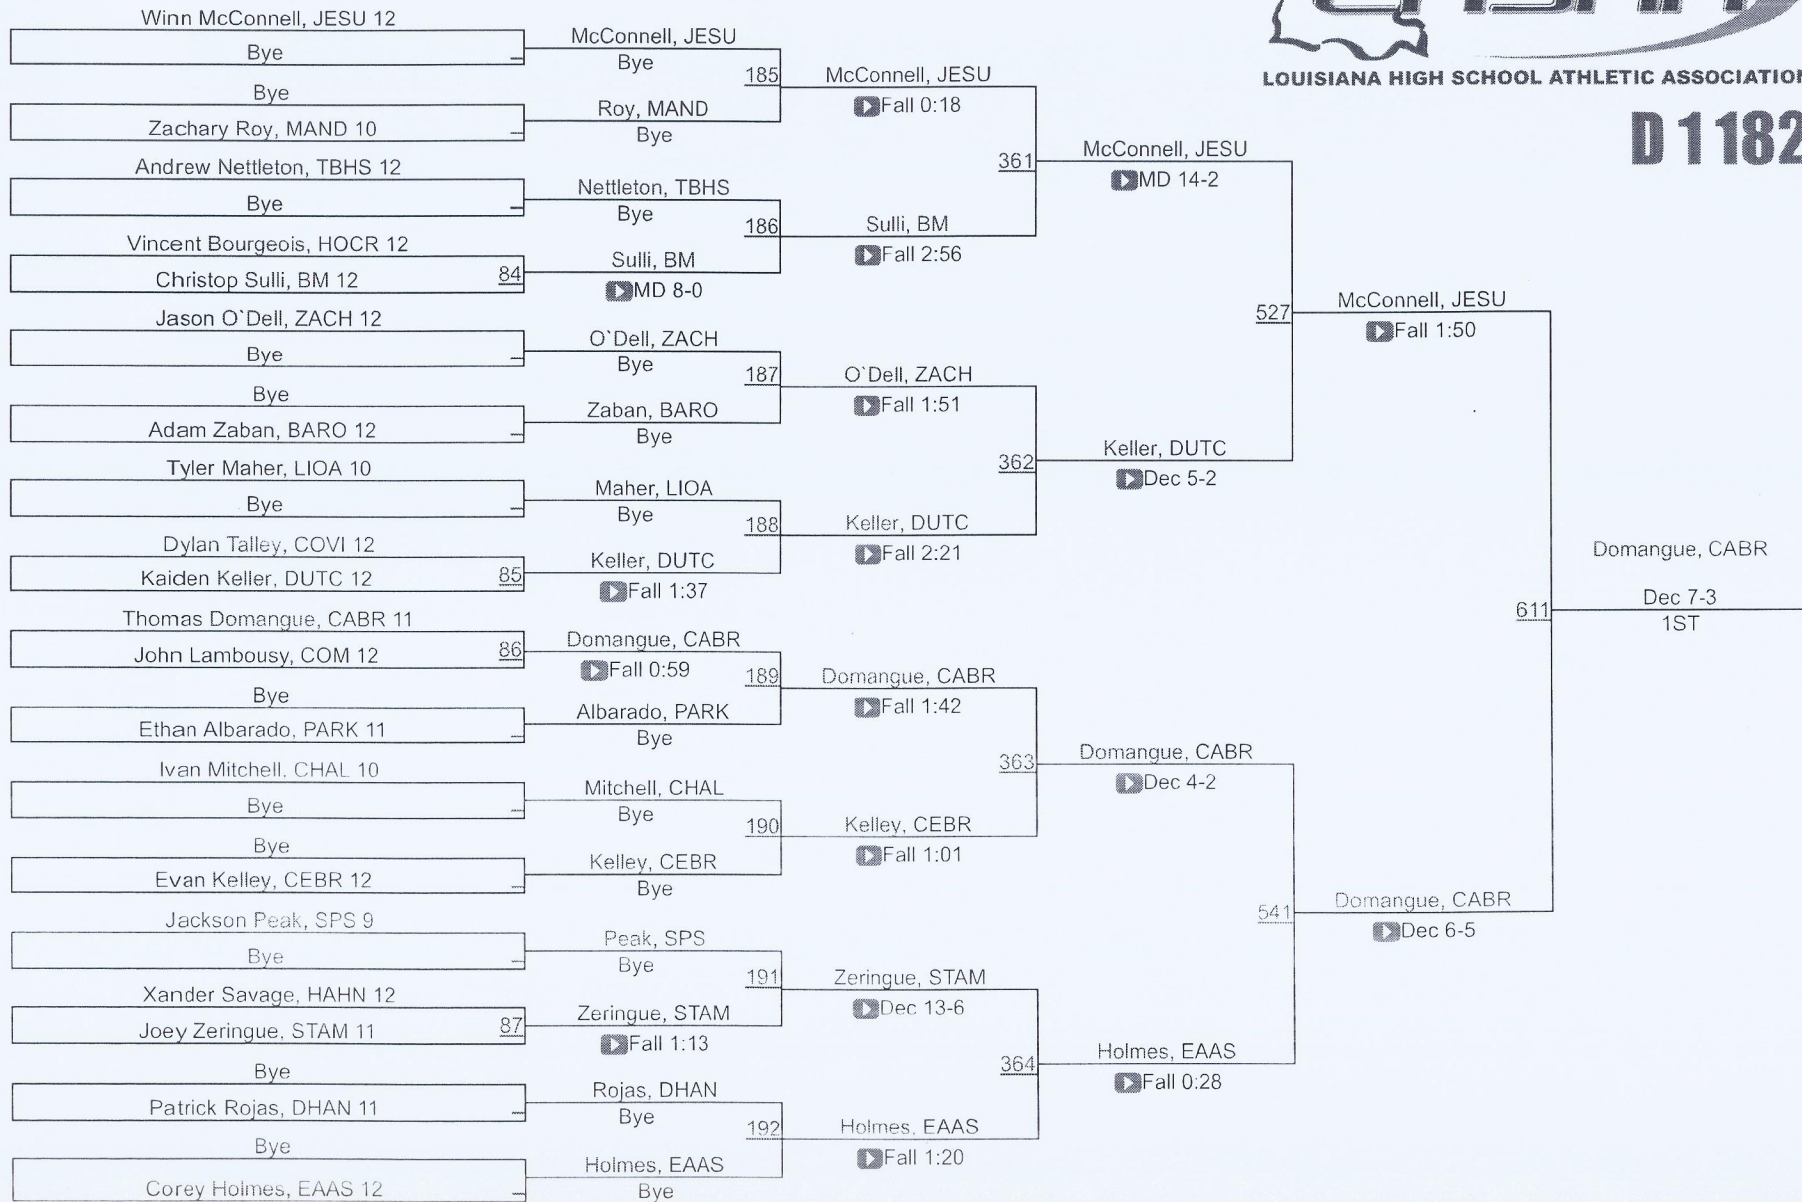 LHSAA
LOUISIANA HIGH SCHOOL ATHLETIC ASSOCIATION
D 1 182
Winn McConnell, JESU 12
Bye
Bye
Zachary Roy, MAND 10
Andrew Nettleton, TBHS 12
Bye
Vincent Bourgeois, HOCR 12
Christop Sulli, BM 12
84
Jason O`Dell, ZACH 12
Bye
Bye
Adam Zaban, BARO 12
Tyler Maher, LIOA 10
Bye
Dylan Talley, COVI 12
Kaiden Keller, DUTC 12
85
Thomas Domangue, CABR 11
John Lambousy, COM 12
86
Bye
Ethan Albarado, PARK 11
Ivan Mitchell, CHAL 10
Bye
Bye
Evan Kelley, CEBR 12
Jackson Peak, SPS 9
Bye
Xander Savage, HAHN 12
Joey Zeringue, STAM 11
87
Bye
Patrick Rojas, DHAN 11
Bye
Corey Holmes, EAAS 12
McConnell, JESU
Bye
185
Roy, MAND
Bye
Nettleton, TBHS
Bye
186
Sulli, BM
MD 8-0
O`Dell, ZACH
Bye
187
Zaban, BARO
Bye
Maher, LIOA
Bye
188
Keller, DUTC
Fall 1:37
Domangue, CABR
Fall 0:59
189
Albarado, PARK
Bye
Mitchell, CHAL
Bye
190
Kelley, CEBR
Bye
Peak, SPS
Bye
191
Zeringue, STAM
Fall 1:13
Rojas, DHAN
Bye
192
Holmes, EAAS
Bye
McConnell, JESU
Fall 0:18
361
Sulli, BM
Fall 2:56
O`Dell, ZACH
Fall 1:51
362
Keller, DUTC
Fall 2:21
Domangue, CABR
Fall 1:42
363
Kelley, CEBR
Fall 1:01
Zeringue, STAM
Dec 13-6
364
Holmes, EAAS
Fall 1:20
McConnell, JESU
MD 14-2
527
Keller, DUTC
Dec 5-2
Domangue, CABR
Dec 4-2
541
Holmes, EAAS
Fall 0:28
McConnell, JESU
Fall 1:50
611
Domangue, CABR
Dec 6-5
Domangue, CABR
Dec 7-3
1ST